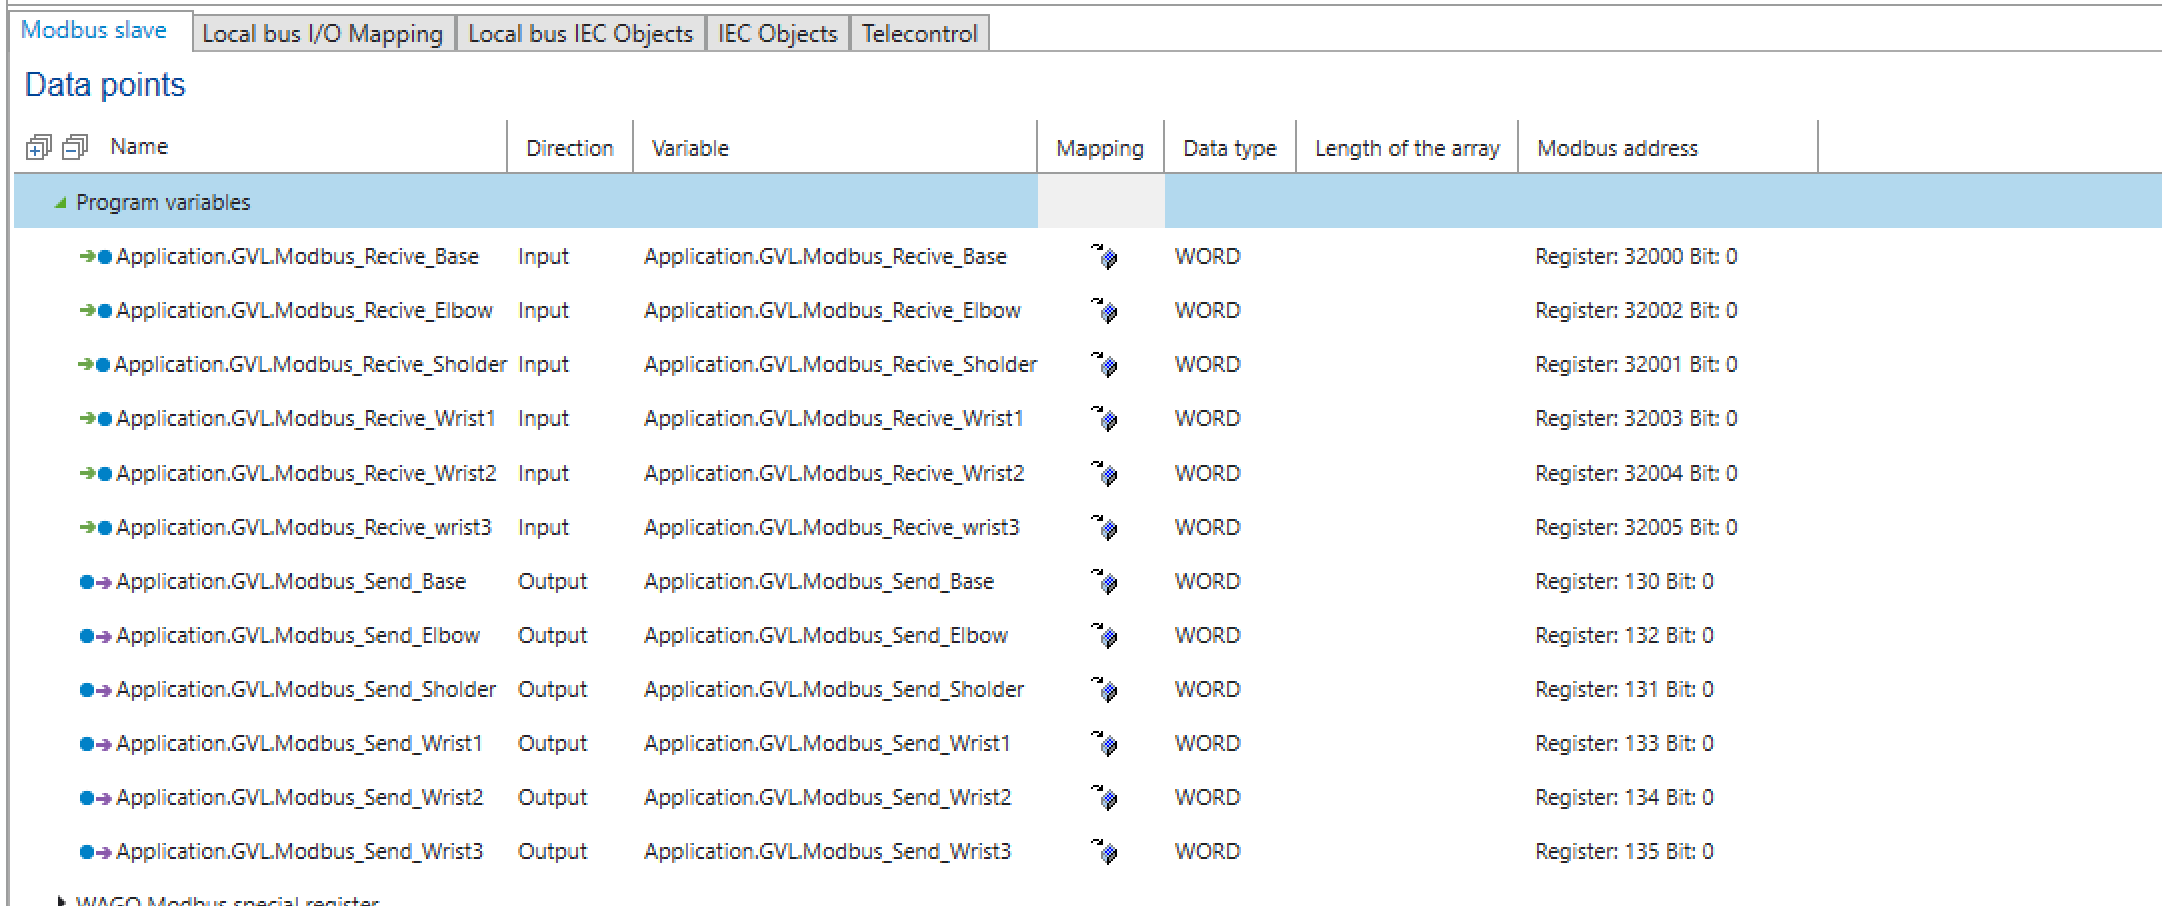 Modbus slave Local bus I/O Mapping Local bus IEC Objects IEC Objects Telecontrol
Data points
Name Direction Variable Mapping Data type Length of the array Modbus address
Program variables
Application.GVL.Modbus_Recive_Base Input Application.GVL.Modbus_Recive_Base WORD Register: 32000 Bit: 0
Application.GVL.Modbus_Recive_Elbow Input Application.GVL.Modbus_Recive_Elbow WORD Register: 32002 Bit: 0
Application.GVL.Modbus_Recive_Sholder Input Application.GVL.Modbus_Recive_Sholder WORD Register: 32001 Bit: 0
Application.GVL.Modbus_Recive_Wrist1 Input Application.GVL.Modbus_Recive_Wrist1 WORD Register: 32003 Bit: 0
Application.GVL.Modbus_Recive_Wrist2 Input Application.GVL.Modbus_Recive_Wrist2 WORD Register: 32004 Bit: 0
Application.GVL.Modbus_Recive_wrist3 Input Application.GVL.Modbus_Recive_wrist3 WORD Register: 32005 Bit: 0
Application.GVL.Modbus_Send_Base Output Application.GVL.Modbus_Send_Base WORD Register: 130 Bit: 0
Application.GVL.Modbus_Send_Elbow Output Application.GVL.Modbus_Send_Elbow WORD Register: 132 Bit: 0
Application.GVL.Modbus_Send_Sholder Output Application.GVL.Modbus_Send_Sholder WORD Register: 131 Bit: 0
Application.GVL.Modbus_Send_Wrist1 Output Application.GVL.Modbus_Send_Wrist1 WORD Register: 133 Bit: 0
Application.GVL.Modbus_Send_Wrist2 Output Application.GVL.Modbus_Send_Wrist2 WORD Register: 134 Bit: 0
Application.GVL.Modbus_Send_Wrist3 Output Application.GVL.Modbus_Send_Wrist3 WORD Register: 135 Bit: 0
WAGO Modbus special register